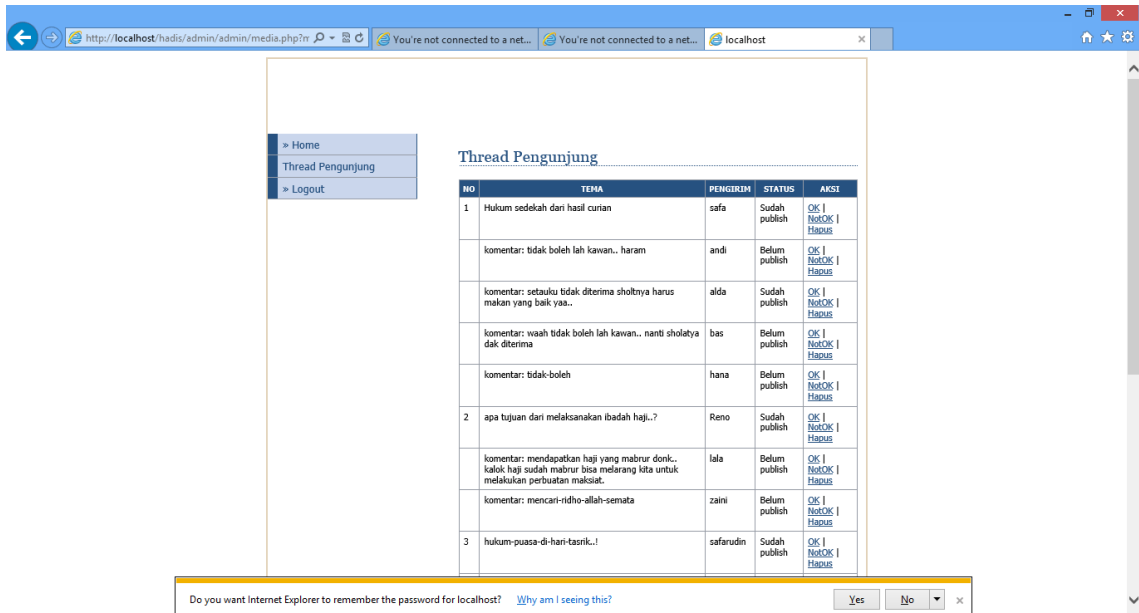 http://localhost/hadis/admin/admin/media.php?m
You're not connected to a net...
You're not connected to a net...
localhost
» Home
Thread Pengunjung
» Logout
Thread Pengunjung
NO TEMA PENGIRIM STATUS AKSI
1 Hukum sedekah dari hasil curian safa Sudah OK |
publish NotOK |
Hapus
komentar: tidak boleh lah kawan.. haram andi Belum OK |
publish NotOK |
Hapus
komentar: setauku tidak diterima sholtnya harus alda Sudah OK |
makan yang baik yaa.. publish NotOK |
Hapus
komentar: waah tidak boleh lah kawan.. nanti sholatya bas Belum OK |
dak diterima publish NotOK |
Hapus
komentar: tidak-boleh hana Belum OK |
publish NotOK |
Hapus
2 apa tujuan dari melaksanakan ibadah haji..? Reno Sudah OK |
publish NotOK |
Hapus
komentar: mendapatkan haji yang mabrur donk.. lala Belum OK |
kalok haji sudah mabrur bisa melarang kita untuk publish NotOK |
melakukan perbuatan maksiat. Hapus
komentar: mencari-ridho-allah-semata zaini Belum OK |
publish NotOK |
Hapus
3 hukum-puasa-di-hari-tasrik..! safarudin Sudah OK |
publish NotOK |
Hapus
Do you want Internet Explorer to remember the password for localhost? Why am I seeing this? Yes No